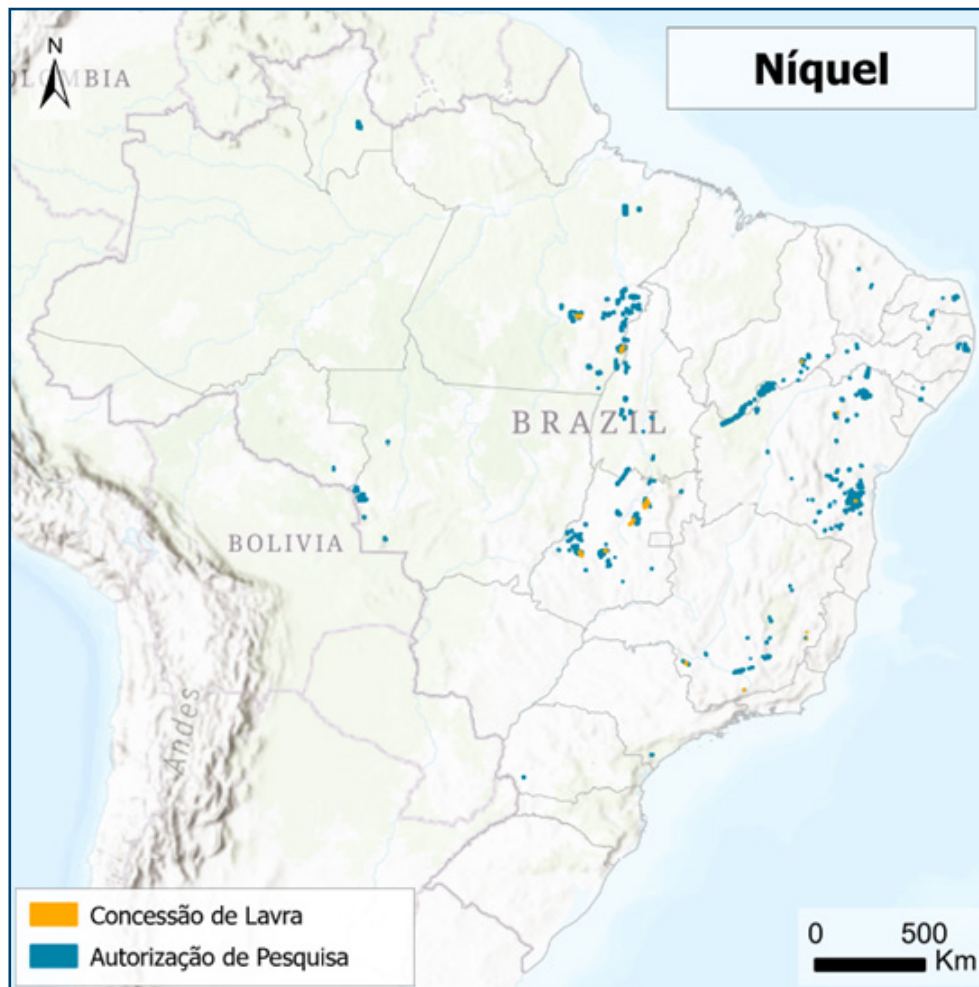 Níquel
N
OLOMBIA
BRAZIL
BOLIVIA
Andes
Concessão de Lavra
Autorização de Pesquisa
0 500
Km